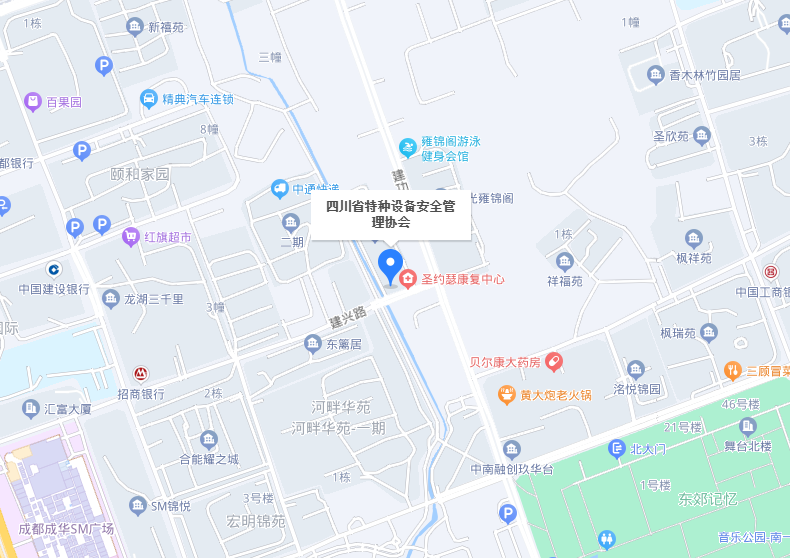 1栋
新禧苑
三幢
1幢
P
百果园
精典汽车连锁
香木林竹园居
8幢
雍锦阁游泳
健身会馆
圣欣苑
3栋
P
都银行
颐和家园
建功
中通快递
光雍锦阁
四川省特种设备安全管
理协会
P
P
P
红旗超市
二期
1栋
枫祥苑
中国建设银行
圣约瑟康复中心
祥福苑
中国工商银
龙湖三千里
3幢
建兴路
国际
东篱居
枫瑞苑
贝尔康大药房
招商银行
2栋
洺悦锦园
三顾冒菜
黄大炮老火锅
汇富大厦
河畔华苑
河畔华苑-一期
46号楼
21号楼
合能耀之城
中南融创玖华台
北大门
舞台北楼
1栋
1号楼
3号楼
SM锦悦
东郊记忆
宏明锦苑
P
成都成华SM广场
音乐公园-南一